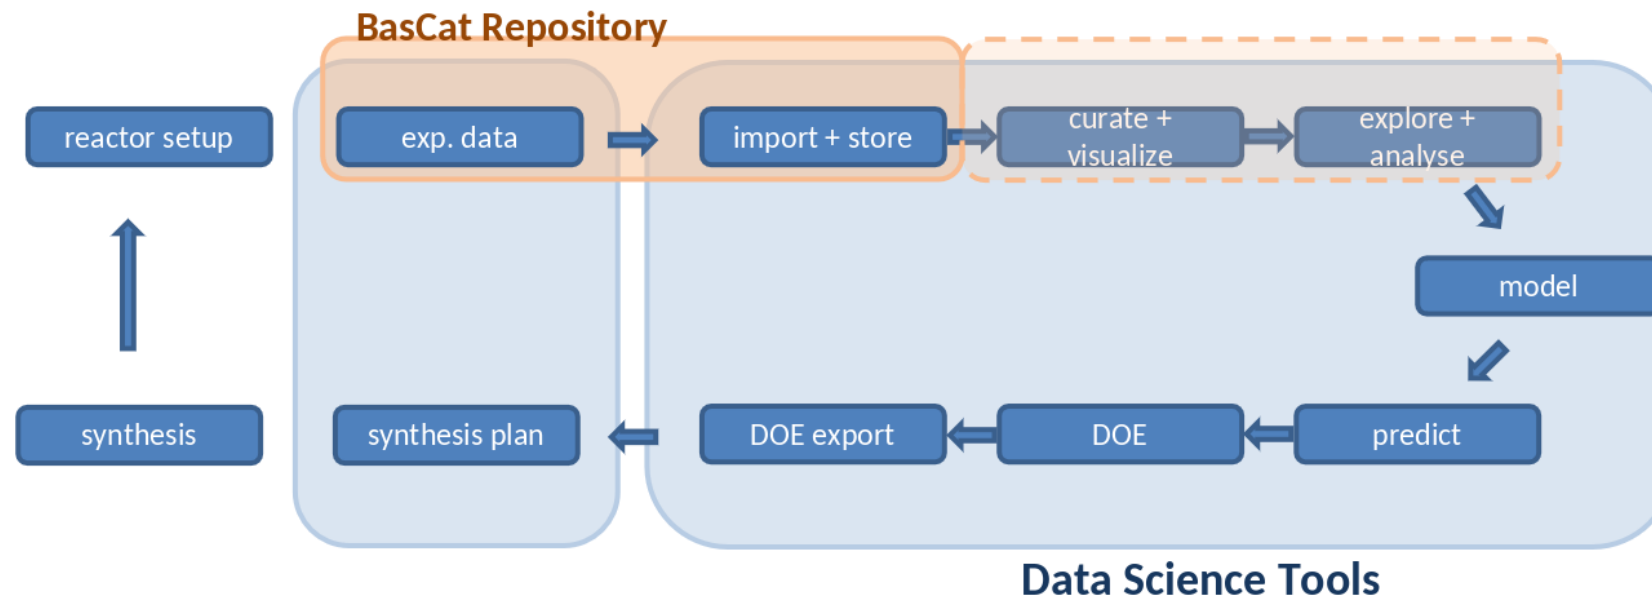 BasCat Repository
reactor setup
exp. data
import + store
curate +
visualize
explore +
analyse
model
synthesis
synthesis plan
DOE export
DOE
predict
Data Science Tools